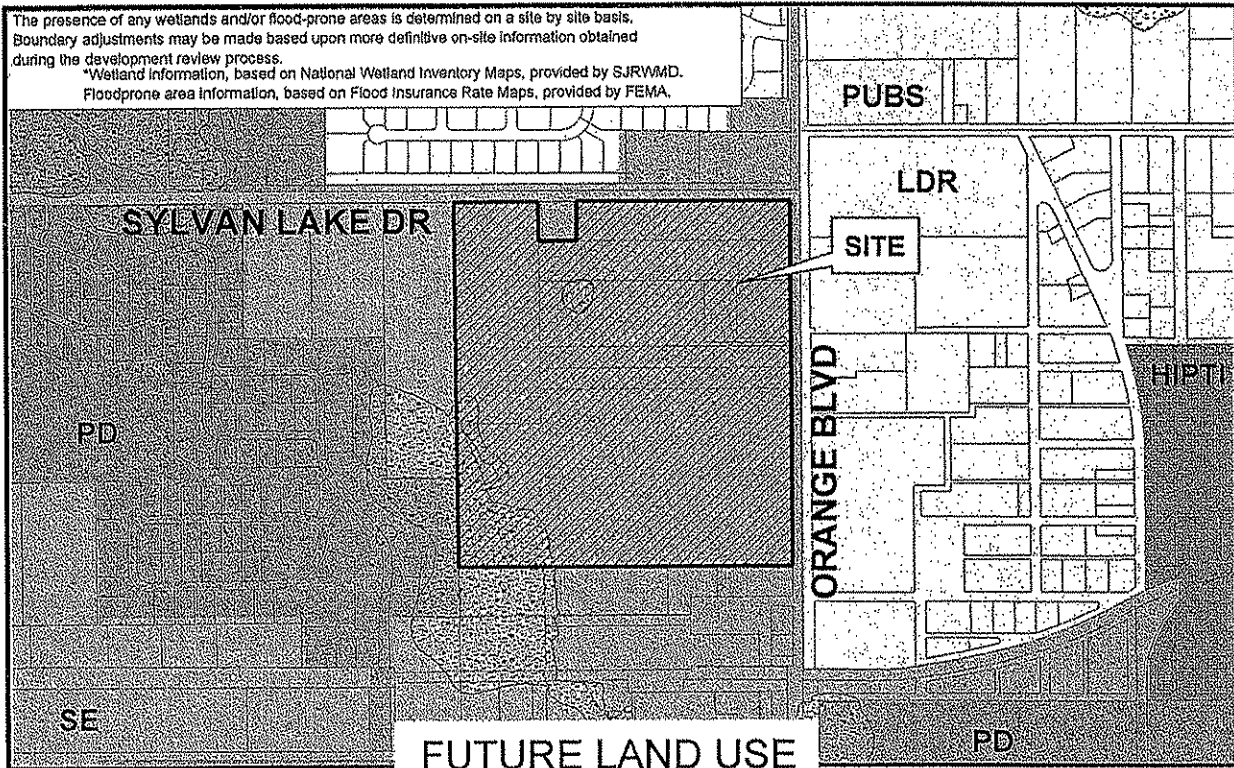 The presence of any wetlands and/or flood-prone areas is determined on a site by site basis.
Boundary adjustments may be made based upon more definitive on-site information obtained
during the development review process.
*Wetland information, based on National Wetland Inventory Maps, provided by SJRWMD.
Floodprone area information, based on Flood Insurance Rate Maps, provided by FEMA.
PUBS
LDR
SYLVAN LAKE DR
SITE
ORANGE BLVD
HIPTI
PD
SE
PD
FUTURE LAND USE